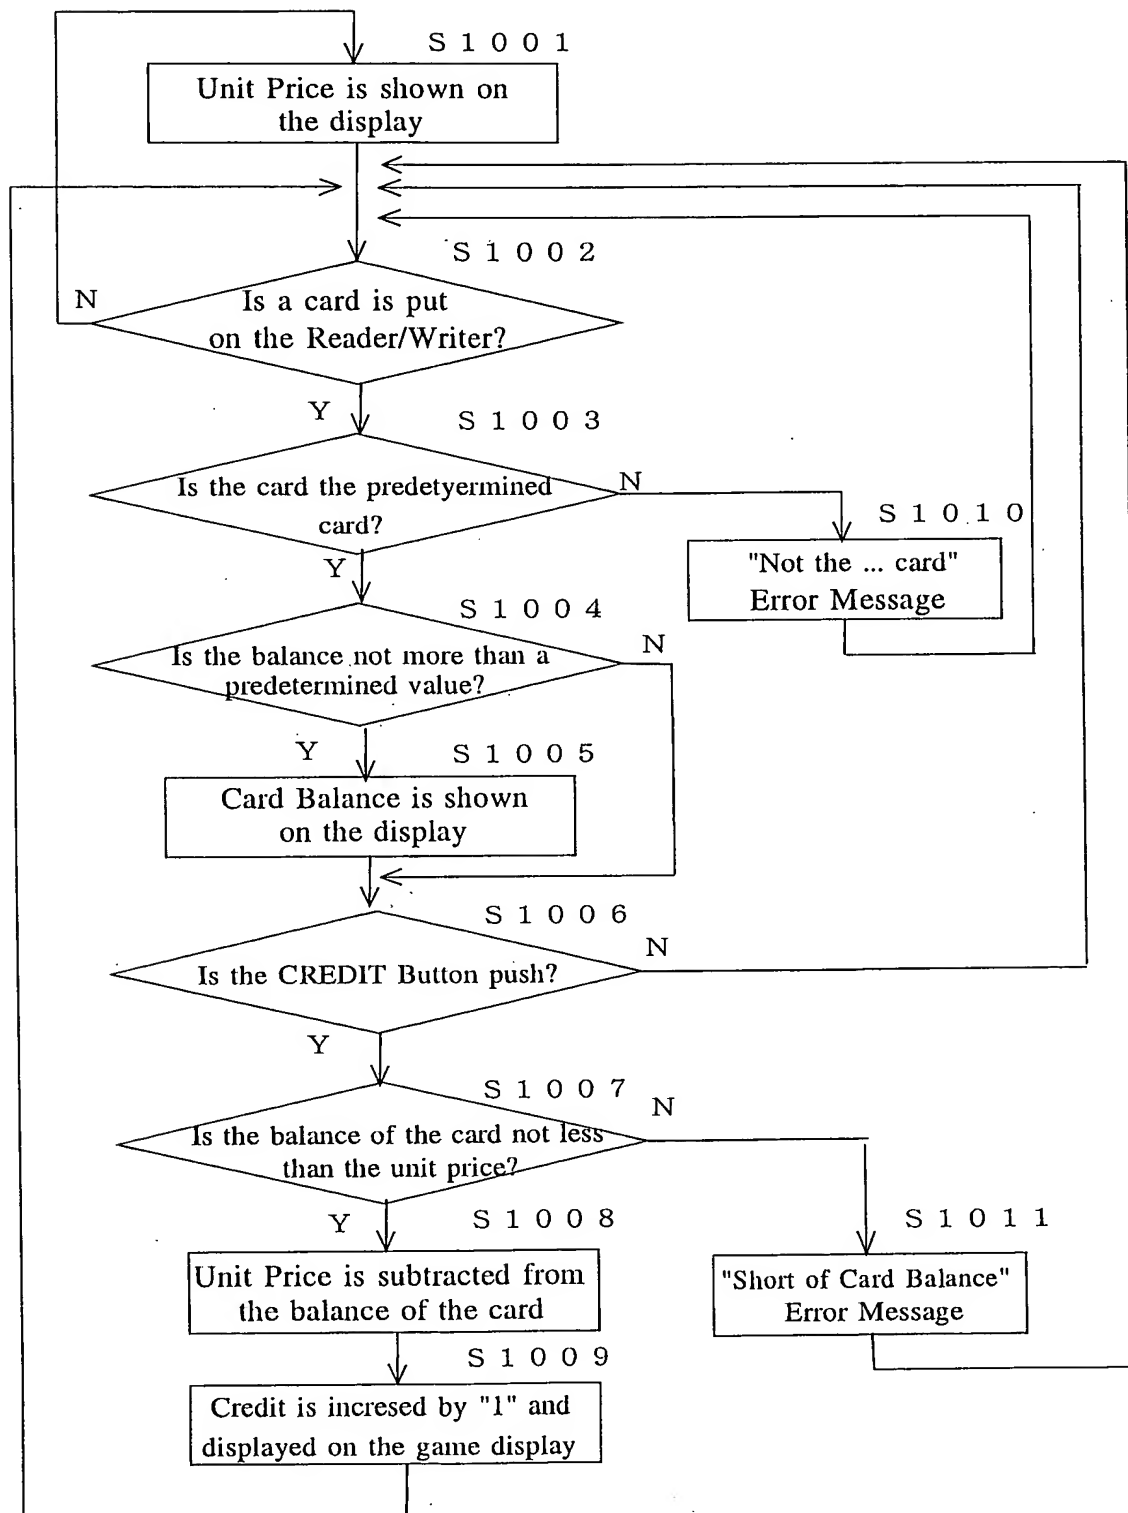 S1001
Unit Price is shown on
the display
S1002
N
Is a card is put
on the Reader/Writer?
Y
S1003
Is the card the predetyermined
card?
N
S1010
"Not the ... card"
Error Message
Y
S1004
Is the balance not more than a
predetermined value?
N
Y
S1005
Card Balance is shown
on the display
S1006
Is the CREDIT Button push?
N
Y
S1007
Is the balance of the card not less
than the unit price?
N
Y
S1008
Unit Price is subtracted from
the balance of the card
S1011
"Short of Card Balance"
Error Message
S1009
Credit is incresed by "1" and
displayed on the game display